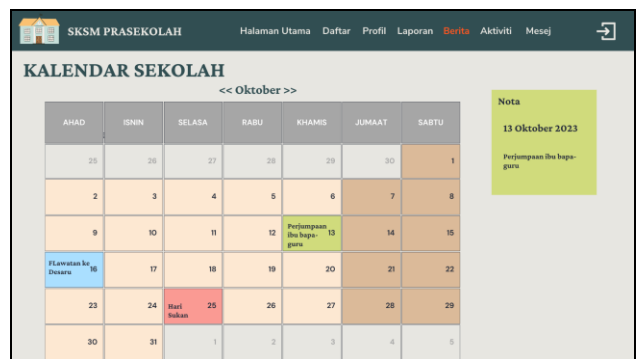 SKSM PRASEKOLAH Halaman Utama Daftar Profil Laporan Berita Aktiviti Mesej
KALENDAR SEKOLAH
<< Oktober >>
AHAD ISNIN SELASA RABU KHAMIS JUMAAT SABTU
25 26 27 28 29 30 1
2 3 4 5 6 7 8
9 10 11 12 Perjumpaan
ibu bapa- 13 14 15
guru
FLawatan ke
Desaru 16 17 18 19 20 21 22
23 24 Hari 25 26 27 28 29
Sukan
30 31 1 2 3 4 5
Nota
13 Oktober 2023
Perjumpaan ibu bapa-
guru